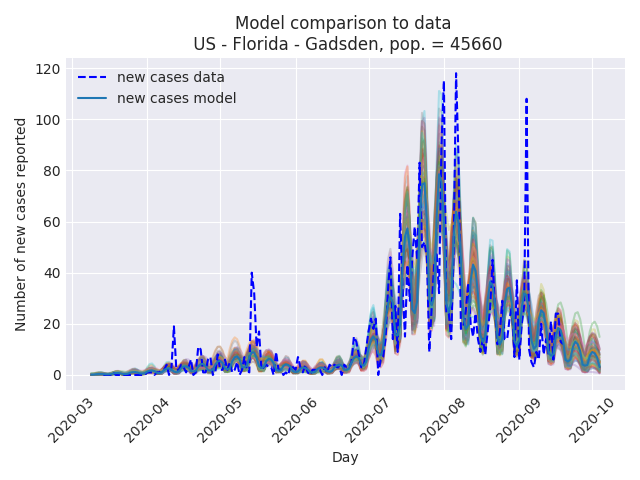 Model comparison to data
US - Florida - Gadsden, pop. = 45660
new cases data
new cases model
Number of new cases reported
120
100
80
60
40
20
0
2020-03
2020-04
2020-05
2020-06
2020-07
2020-08
2020-09
2020-10
Day